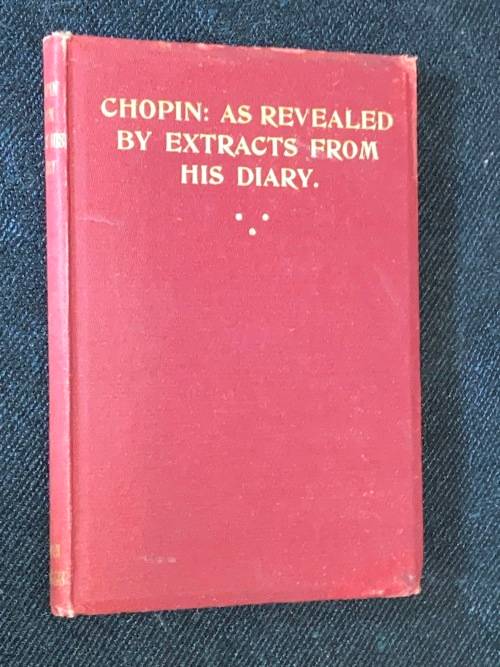 CHOPIN: AS REVEALED
BY EXTRACTS FROM
HIS DIARY.